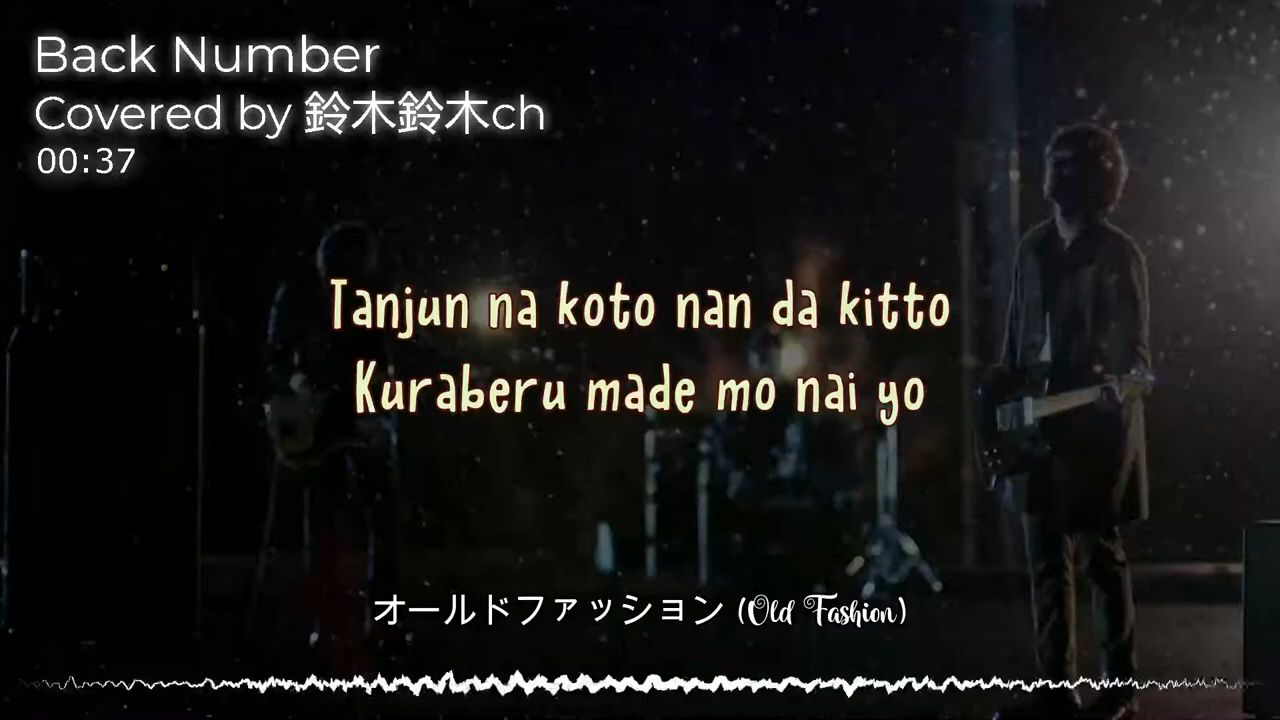 Back Number
Covered by 鈴木鈴木ch
00:37
Tanjun na koto nan da kitto
Kuraberu made mo nai yo
オールドファッション (Old Fashion)